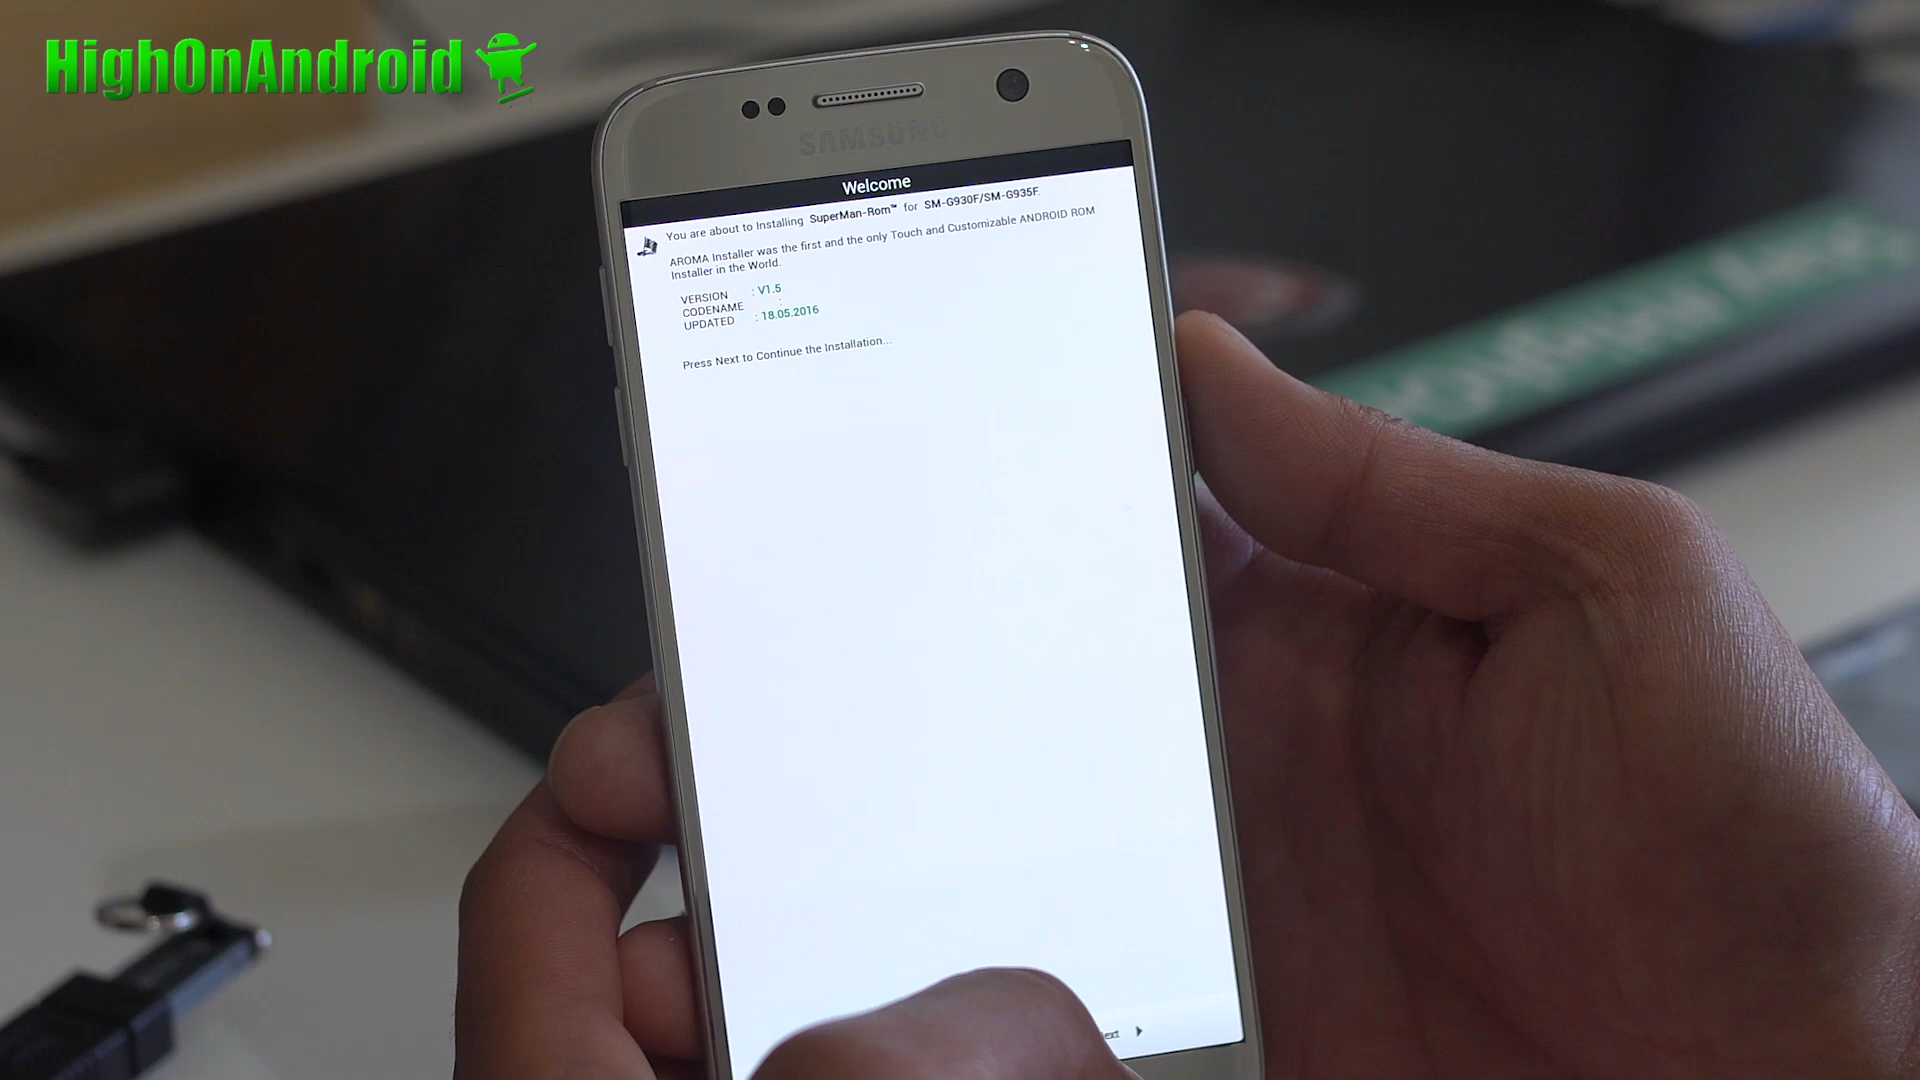 HighOnAndroid
SAMSUNG
Welcome
You are about to Installing SuperMan-Rom™ for SM-G930F/SM-G935F.
AROMA Installer was the first and the only Touch and Customizable ANDROID ROM
Installer in the World.
VERSION : V1.5
CODENAME :
UPDATED : 18.05.2016
Press Next to Continue the Installation...